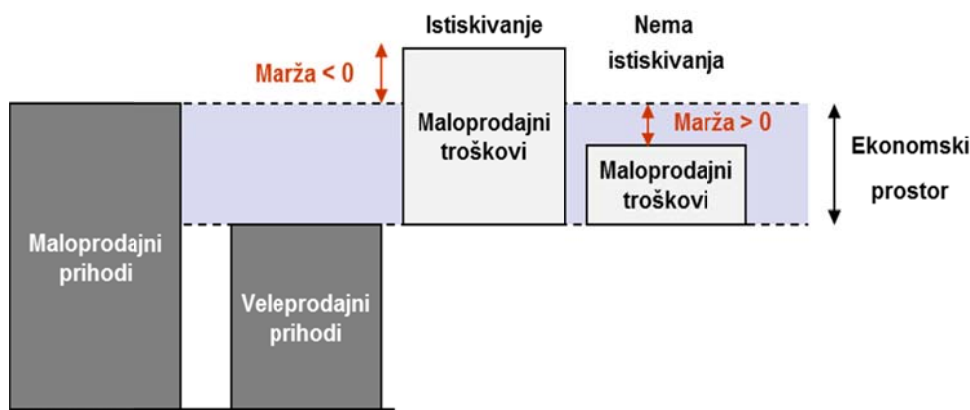 Istiskivanje
Nema
istiskivanja
Marža < 0
Maloprodajni
troškovi
Marža > 0
Maloprodajni
troškovi
Ekonomski
prostor
Maloprodajni
prihodi
Veleprodajni
prihodi